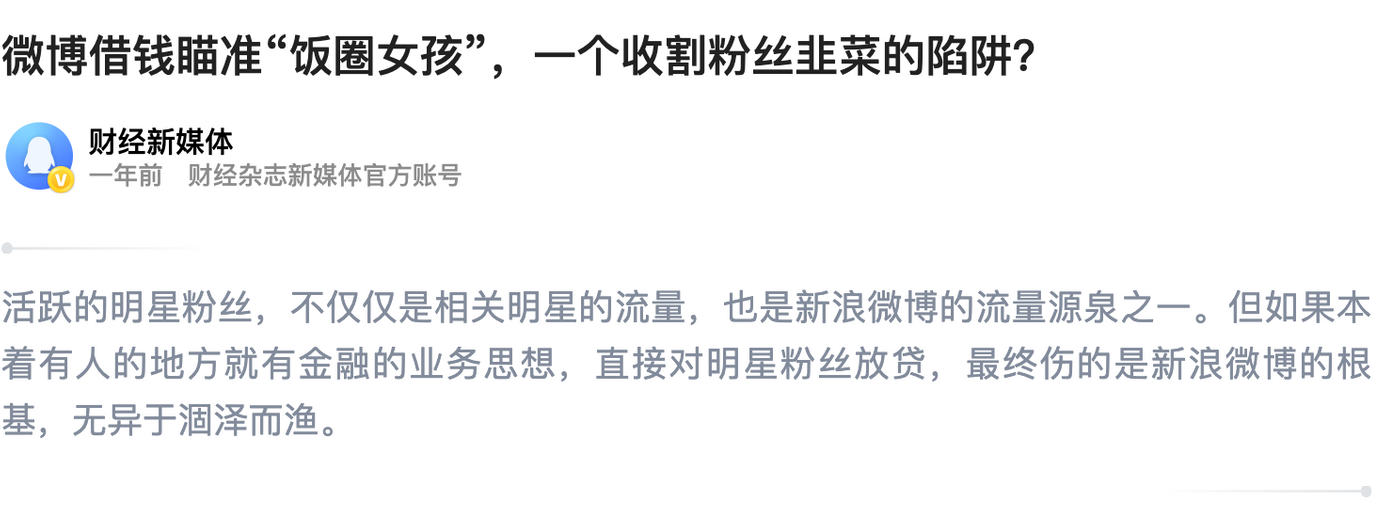 微博借钱瞄准“饭圈女孩”，一个收割粉丝韭菜的陷阱?
财经新媒体
一年前 财经杂志新媒体官方账号
活跃的明星粉丝，不仅仅是相关明星的流量，也是新浪微博的流量源泉之一。但如果本
着有人的地方就有金融的业务思想，直接对明星粉丝放贷，最终伤的是新浪微博的根
基，无异于涸泽而渔。